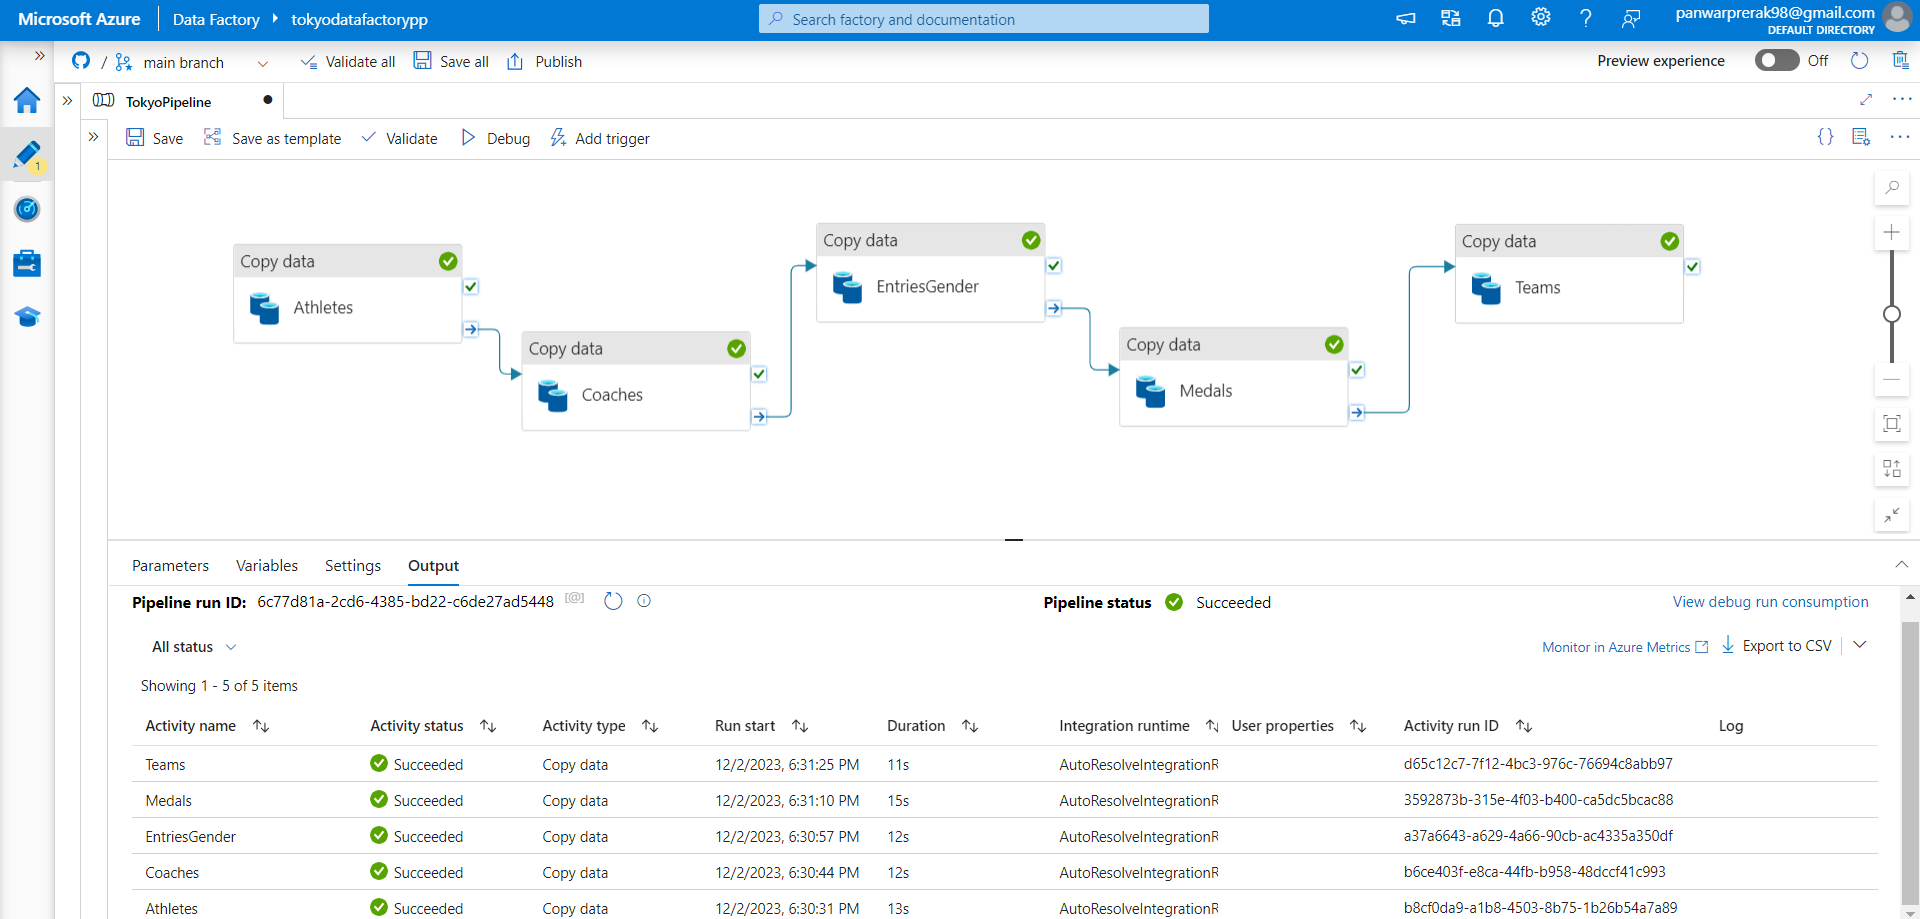 Microsoft Azure Data Factory tokyodatafactorypp Search factory and documentation panwarprerak98@gmail.com
DEFAULT DIRECTORY
/ main branch Validate all Save all Publish Preview experience Off
TokyoPipeline
1
Save Save as template Validate Debug Add trigger {}
Copy data
Athletes
Copy data
Coaches
Copy data
EntriesGender
Copy data
Medals
Copy data
Teams
Parameters Variables Settings Output
Pipeline run ID: 6c77d81a-2cd6-4385-bd22-c6de27ad5448 [@] Pipeline status Succeeded View debug run consumption
All status Monitor in Azure Metrics Export to CSV
Showing 1 - 5 of 5 items
Activity name Activity status Activity type Run start Duration Integration runtime User properties Activity run ID Log
Teams Succeeded Copy data 12/2/2023, 6:31:25 PM 11s AutoResolveIntegrationR d65c12c7-7f12-4bc3-976c-76694c8abb97
Medals Succeeded Copy data 12/2/2023, 6:31:10 PM 15s AutoResolveIntegrationR 3592873b-315e-4f03-b400-ca5dc5bcac88
EntriesGender Succeeded Copy data 12/2/2023, 6:30:57 PM 12s AutoResolveIntegrationR a37a6643-a629-4a66-90cb-ac4335a350df
Coaches Succeeded Copy data 12/2/2023, 6:30:44 PM 12s AutoResolveIntegrationR b6ce403f-e8ca-44fb-b958-48dccf41c993
Athletes Succeeded Copy data 12/2/2023, 6:30:31 PM 13s AutoResolveIntegrationR b8cf0da9-a1b8-4503-8b75-1b26b54a7a89